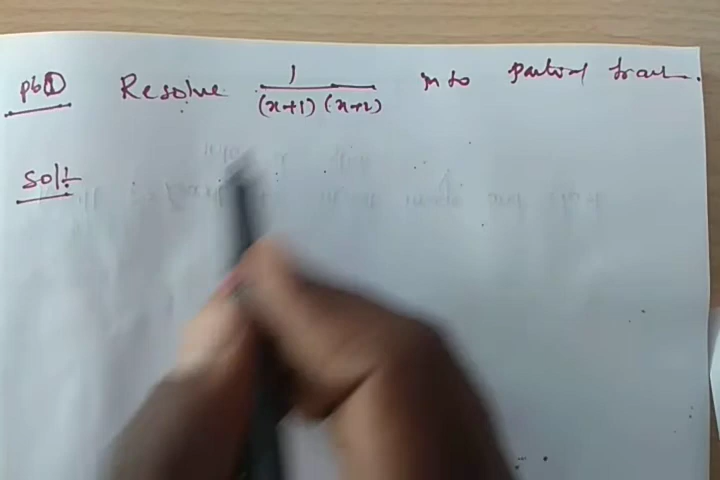 pb① Resolve 1/(x+1)(x+2) into partial fract.
Sol: